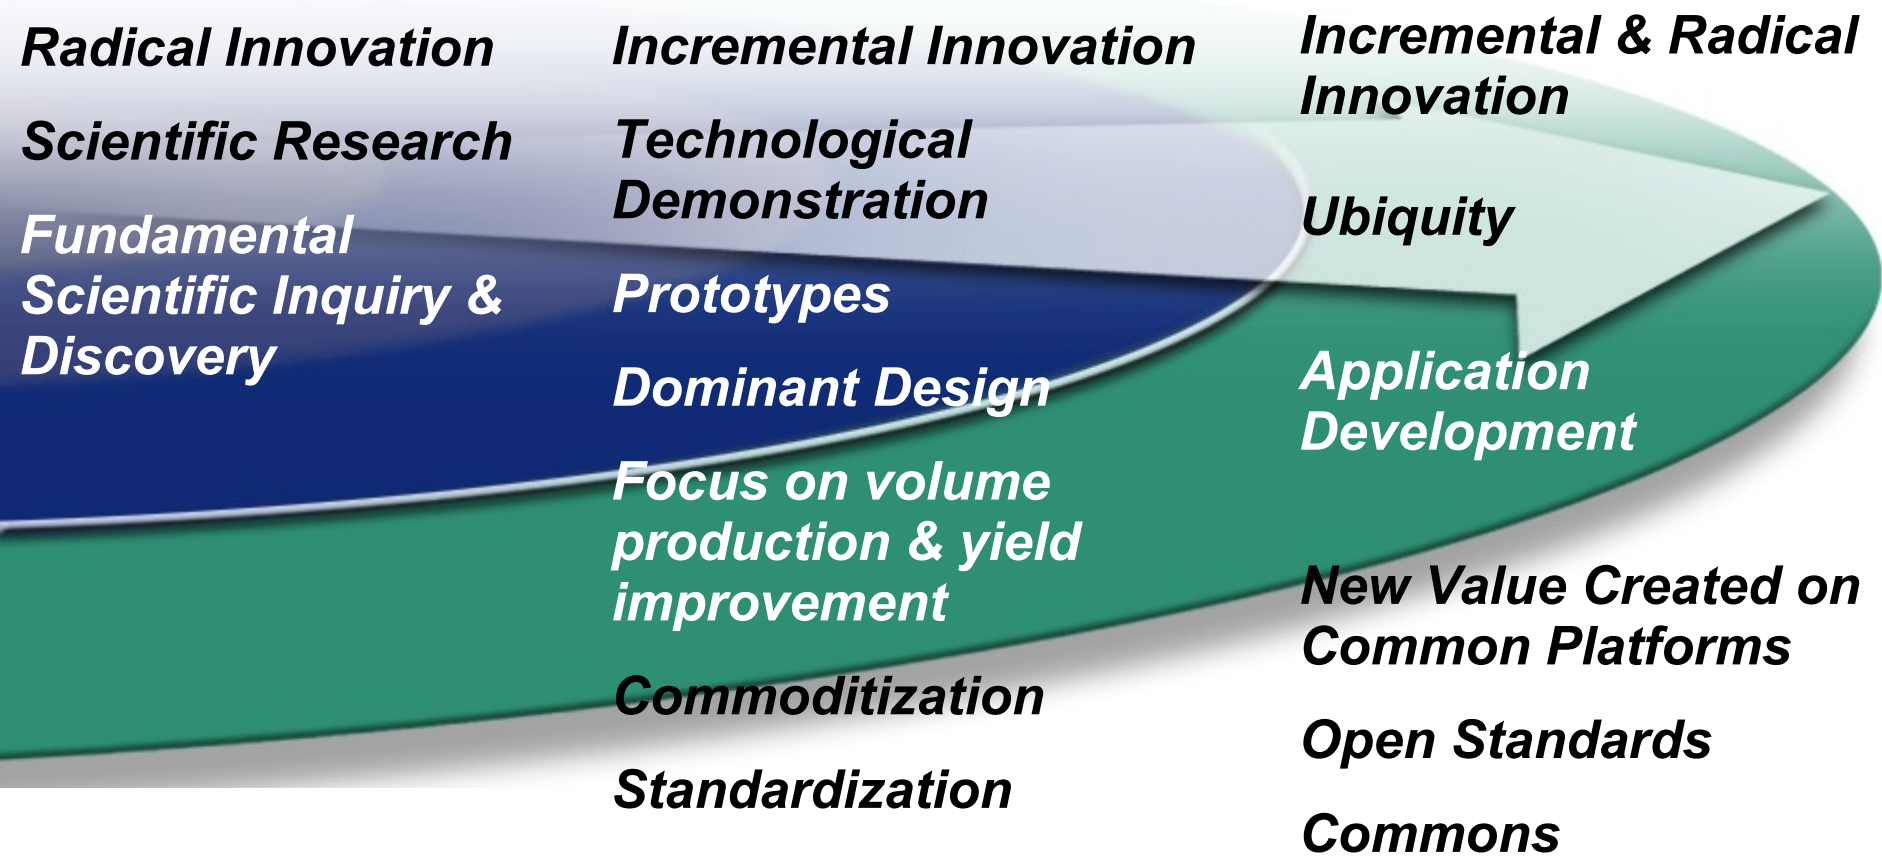 Radical Innovation
Scientific Research
Fundamental
Scientific Inquiry &
Discovery
Incremental Innovation
Technological
Demonstration
Prototypes
Dominant Design
Focus on volume
production & yield
improvement
Commoditization
Standardization
Incremental & Radical
Innovation
Ubiquity
Application
Development
New Value Created on
Common Platforms
Open Standards
Commons